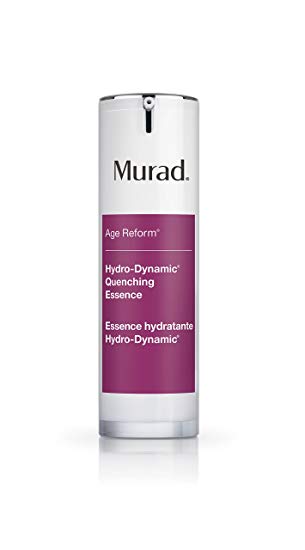 Murad®
Age Reform®
Hydro-Dynamic®
Quenching
Essence
Essence hydratante
Hydro-Dynamic®